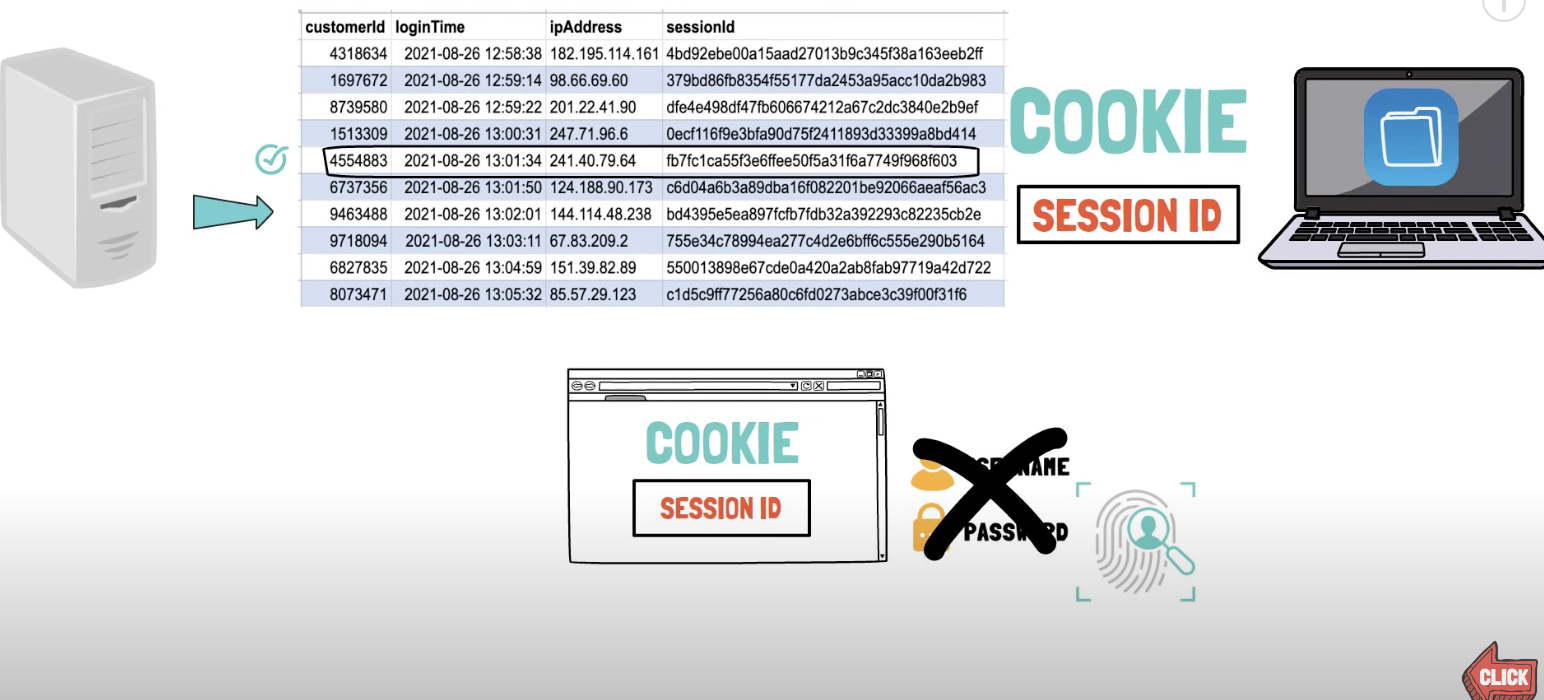 customerId loginTime ipAddress sessionId
4318634 2021-08-26 12:58:38 182.195.114.161 4bd92ebe00a15aad27013b9c345f38a163eeb2ff
1697672 2021-08-26 12:59:14 98.66.69.60 379bd86fb8354f55177da2453a95acc10da2b983
8739580 2021-08-26 12:59:22 201.22.41.90 dfe4e498df47fb606674212a67c2dc3840e2b9ef
1513309 2021-08-26 13:00:31 247.71.96.6 0ecf116f9e3bfa90d75f2411893d33399a8bd414
4554883 2021-08-26 13:01:34 241.40.79.64 fb7fc1ca55f3e6ffee50f5a31f6a7749f968f603
6737356 2021-08-26 13:01:50 124.188.90.173 c6d04a6b3a89dba16f082201be92066aeaf56ac3
9463488 2021-08-26 13:02:01 144.114.48.238 bd4395e5ea897fcfb7fdb32a392293c82235cb2e
9718094 2021-08-26 13:03:11 67.83.209.2 755e34c78994ea277c4d2e6bff6c555e290b5164
6827835 2021-08-26 13:04:59 151.39.82.89 550013898e67cde0a420a2ab8fab97719a42d722
8073471 2021-08-26 13:05:32 85.57.29.123 c1d5c9ff77256a80c6fd0273abce3c39f00f31f6
COOKIE
SESSION ID
COOKIE
SESSION ID
USERNAME
PASSWORD
CLICK